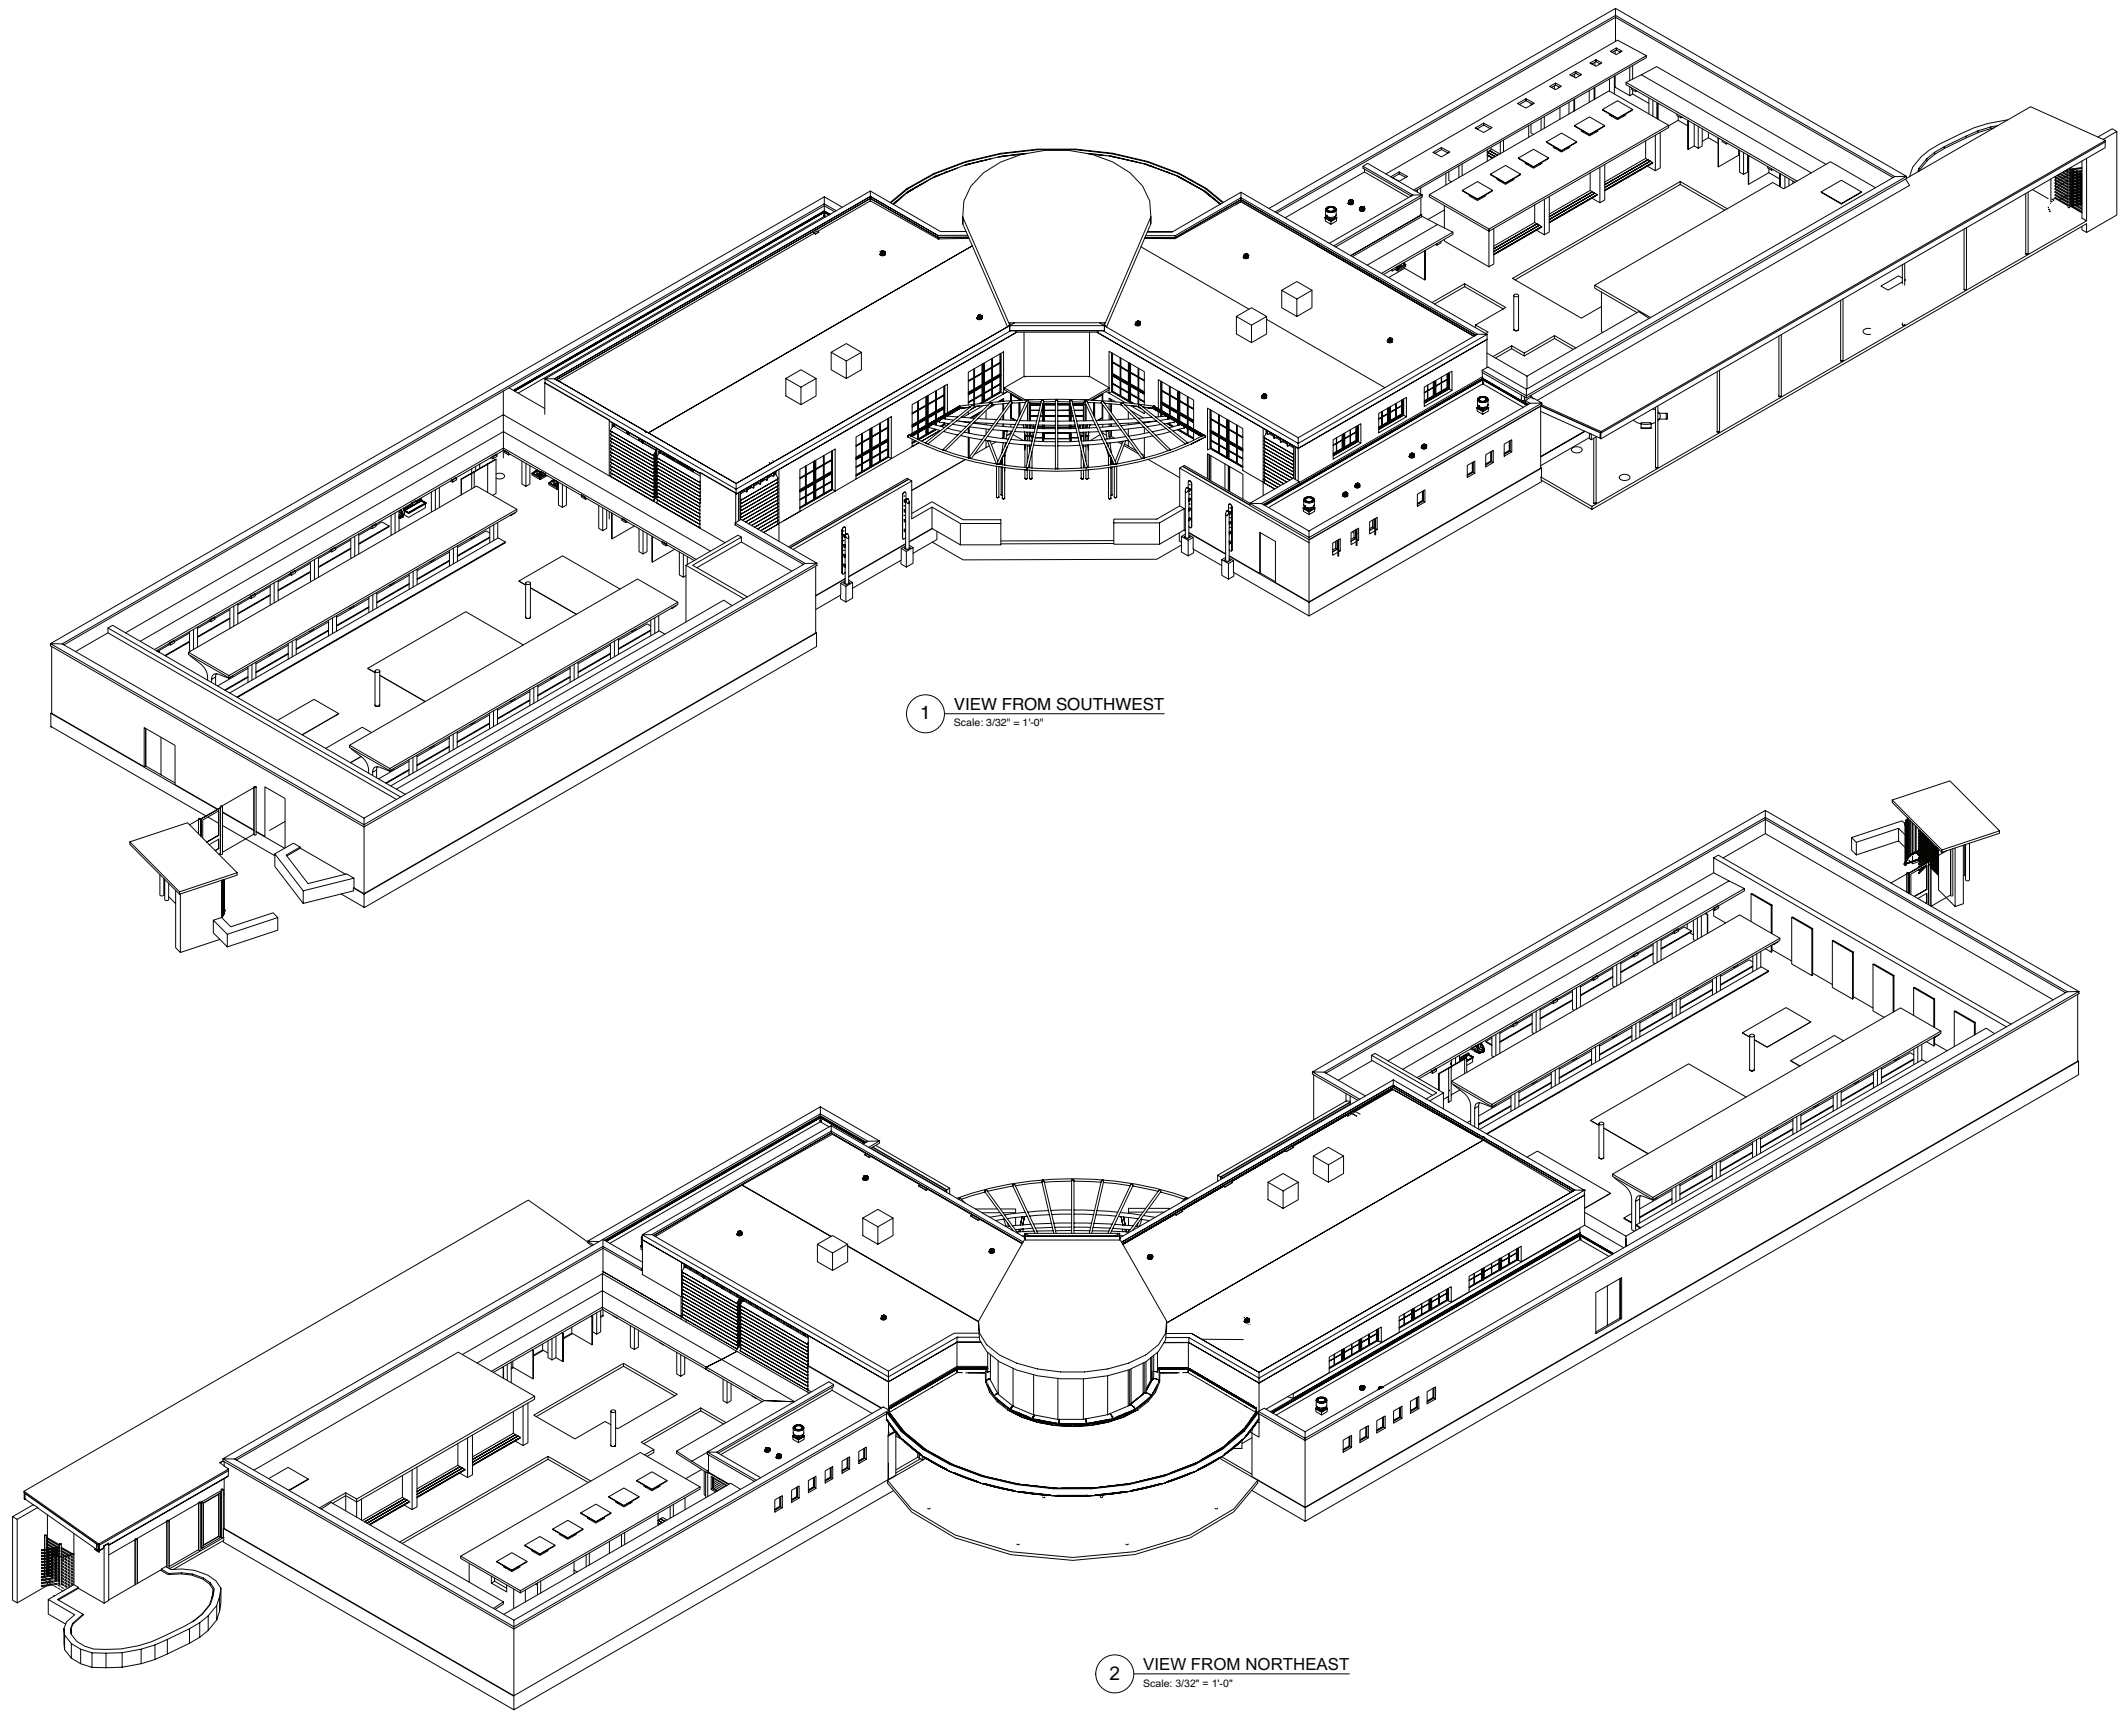 1
VIEW FROM SOUTHWEST
Scale: 3/32" = 1'-0"
2
VIEW FROM NORTHEAST
Scale: 3/32" = 1'-0"